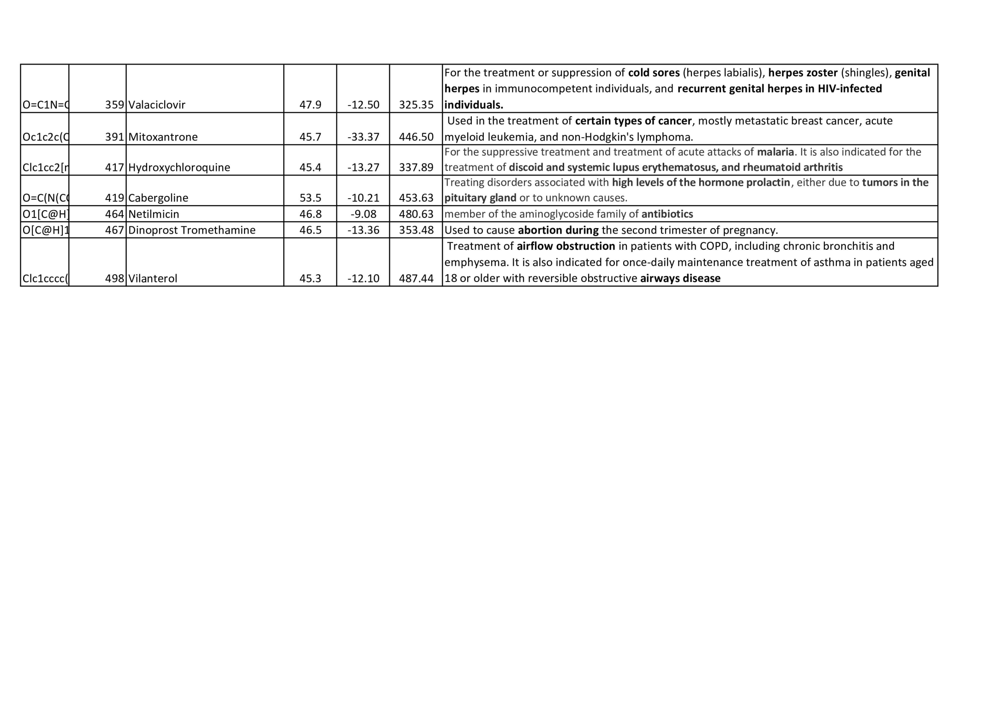 For the treatment or suppression of cold sores (herpes labialis), herpes zoster (shingles), genital
herpes in immunocompetent individuals, and recurrent genital herpes in HIV-infected
O=C1N=C 359 Valaciclovir 47.9 -12.50 325.35 individuals.
Used in the treatment of certain types of cancer, mostly metastatic breast cancer, acute
Oc1c2c(C 391 Mitoxantrone 45.7 -33.37 446.50 myeloid leukemia, and non-Hodgkin's lymphoma.
For the suppressive treatment and treatment of acute attacks of malaria. It is also indicated for the
Clc1cc2[n 417 Hydroxychloroquine 45.4 -13.27 337.89 treatment of discoid and systemic lupus erythematosus, and rheumatoid arthritis
Treating disorders associated with high levels of the hormone prolactin, either due to tumors in the
O=C(N(CC 419 Cabergoline 53.5 -10.21 453.63 pituitary gland or to unknown causes.
O1[C@H] 464 Netilmicin 46.8 -9.08 480.63 member of the aminoglycoside family of antibiotics
O[C@H]1 467 Dinoprost Tromethamine 46.5 -13.36 353.48 Used to cause abortion during the second trimester of pregnancy.
Treatment of airflow obstruction in patients with COPD, including chronic bronchitis and
emphysema. It is also indicated for once-daily maintenance treatment of asthma in patients aged
Clc1cccc( 498 Vilanterol 45.3 -12.10 487.44 18 or older with reversible obstructive airways disease